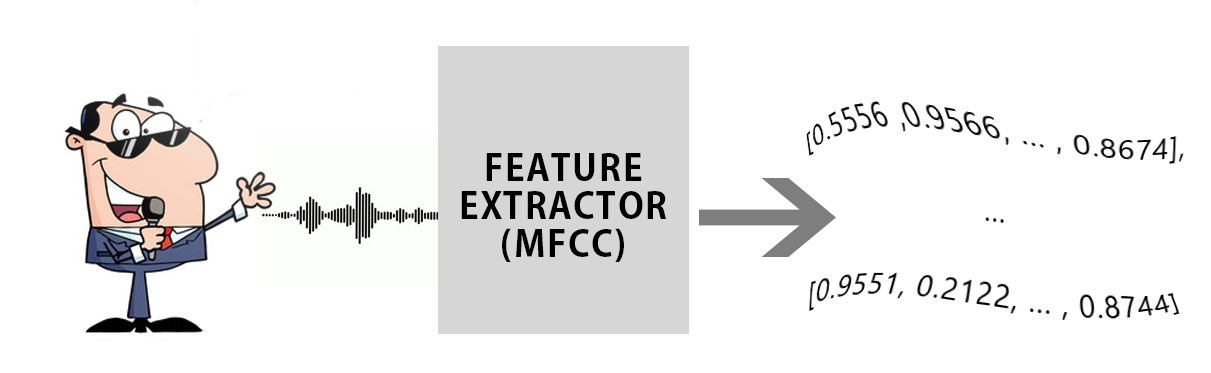 FEATURE
EXTRACTOR
(MFCC)
[0.5556 ,0.9566, ... , 0.8674],
...
[0.9551, 0.2122, ... , 0.8744]